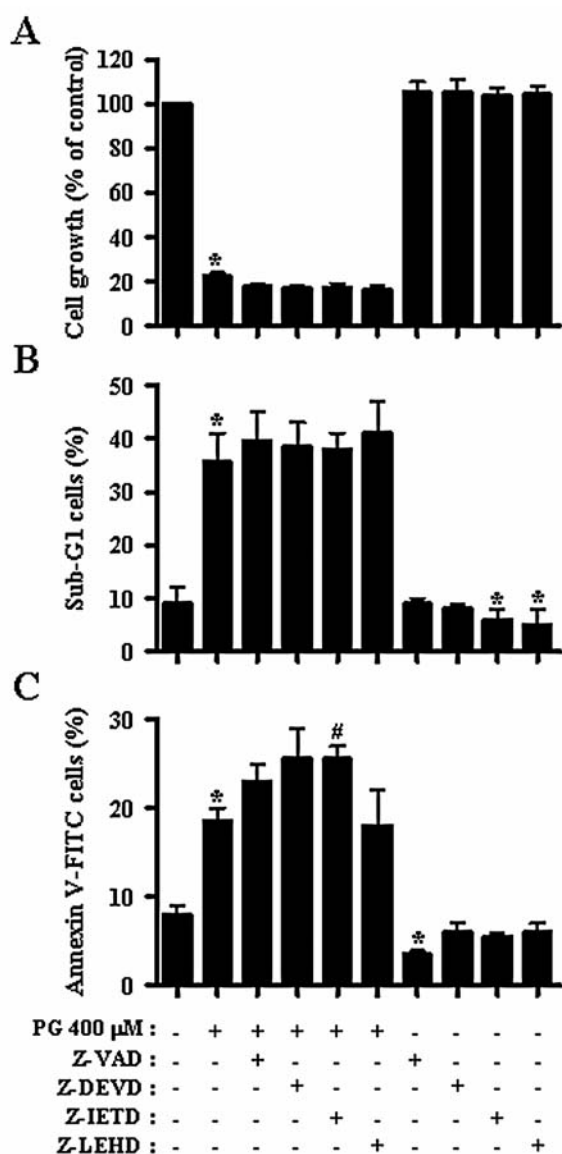 A
Cell growth (% of control)
120
100
80
60
40
20
0
*
B
Sub-G1 cells (%)
50
40
30
20
10
0
*
*
*
C
Annexin V-FITC cells (%)
30
20
10
0
*
#
*
PG 400 µM : - + + + + + - - - -
Z-VAD : - - + - - - + - - -
Z-DEVD : - - - + - - - + - -
Z-IETD : - - - - + - - - + -
Z-LEHD : - - - - - + - - - +